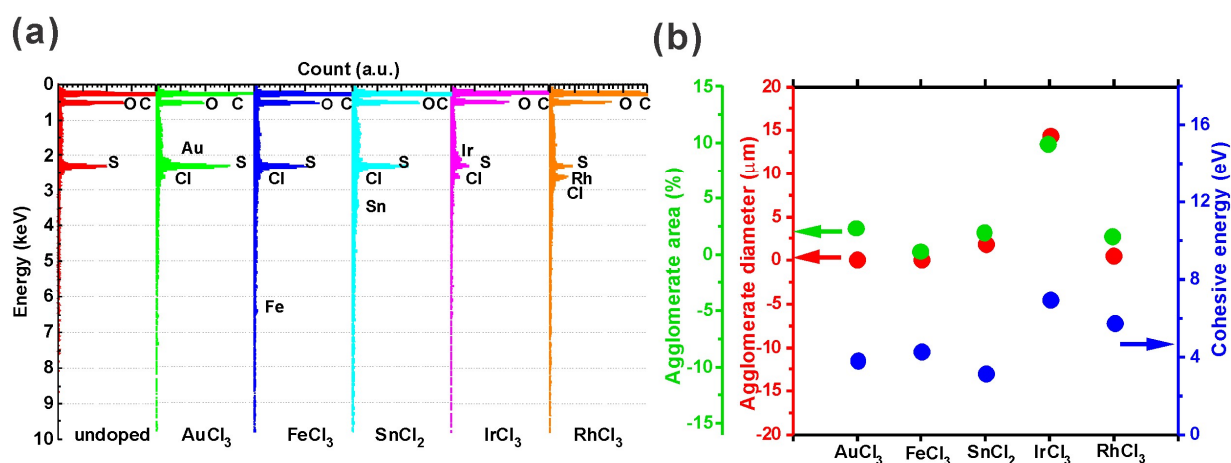 (a)
Count (a.u.)
Energy (keV)
0
1
2
3
4
5
6
7
8
9
10
O C
S
undoped
O C
Au
S
Cl
AuCl3
O C
S
Cl
Fe
FeCl3
O C
S
Cl
Sn
SnCl2
O C
Ir
S
Cl
IrCl3
O C
S
Rh
Cl
RhCl3
(b)
Agglomerate area (%)
15
10
5
0
-5
-10
-15
Agglomerate diameter (μm)
20
15
10
5
0
-5
-10
-15
-20
Cohesive energy (eV)
16
12
8
4
0
AuCl3
FeCl3
SnCl2
IrCl3
RhCl3